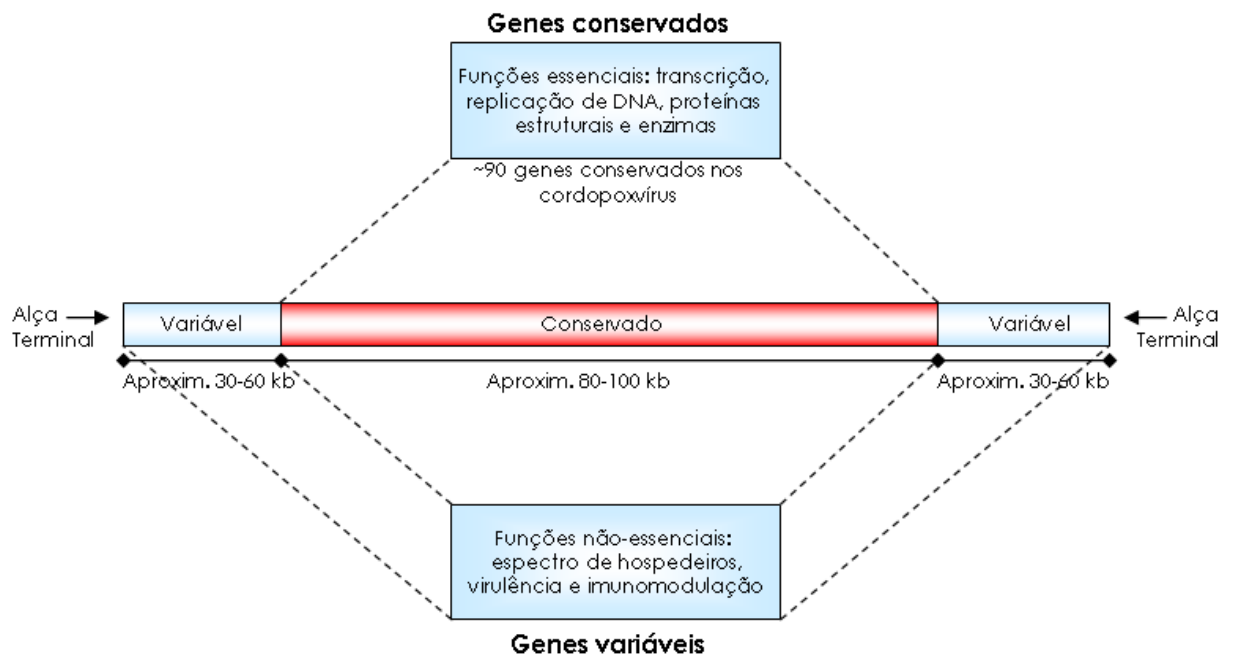 Genes conservados
Funções essenciais: transcrição,
replicação de DNA, proteínas
estruturais e enzimas
~90 genes conservados nos
cordopoxvírus
Alça
Terminal
Variável
Conservado
Variável
Alça
Terminal
Aproxim. 30-60 kb
Aproxim. 80-100 kb
Aproxim. 30-60 kb
Funções não-essenciais:
espectro de hospedeiros,
virulência e imunomodulação
Genes variáveis